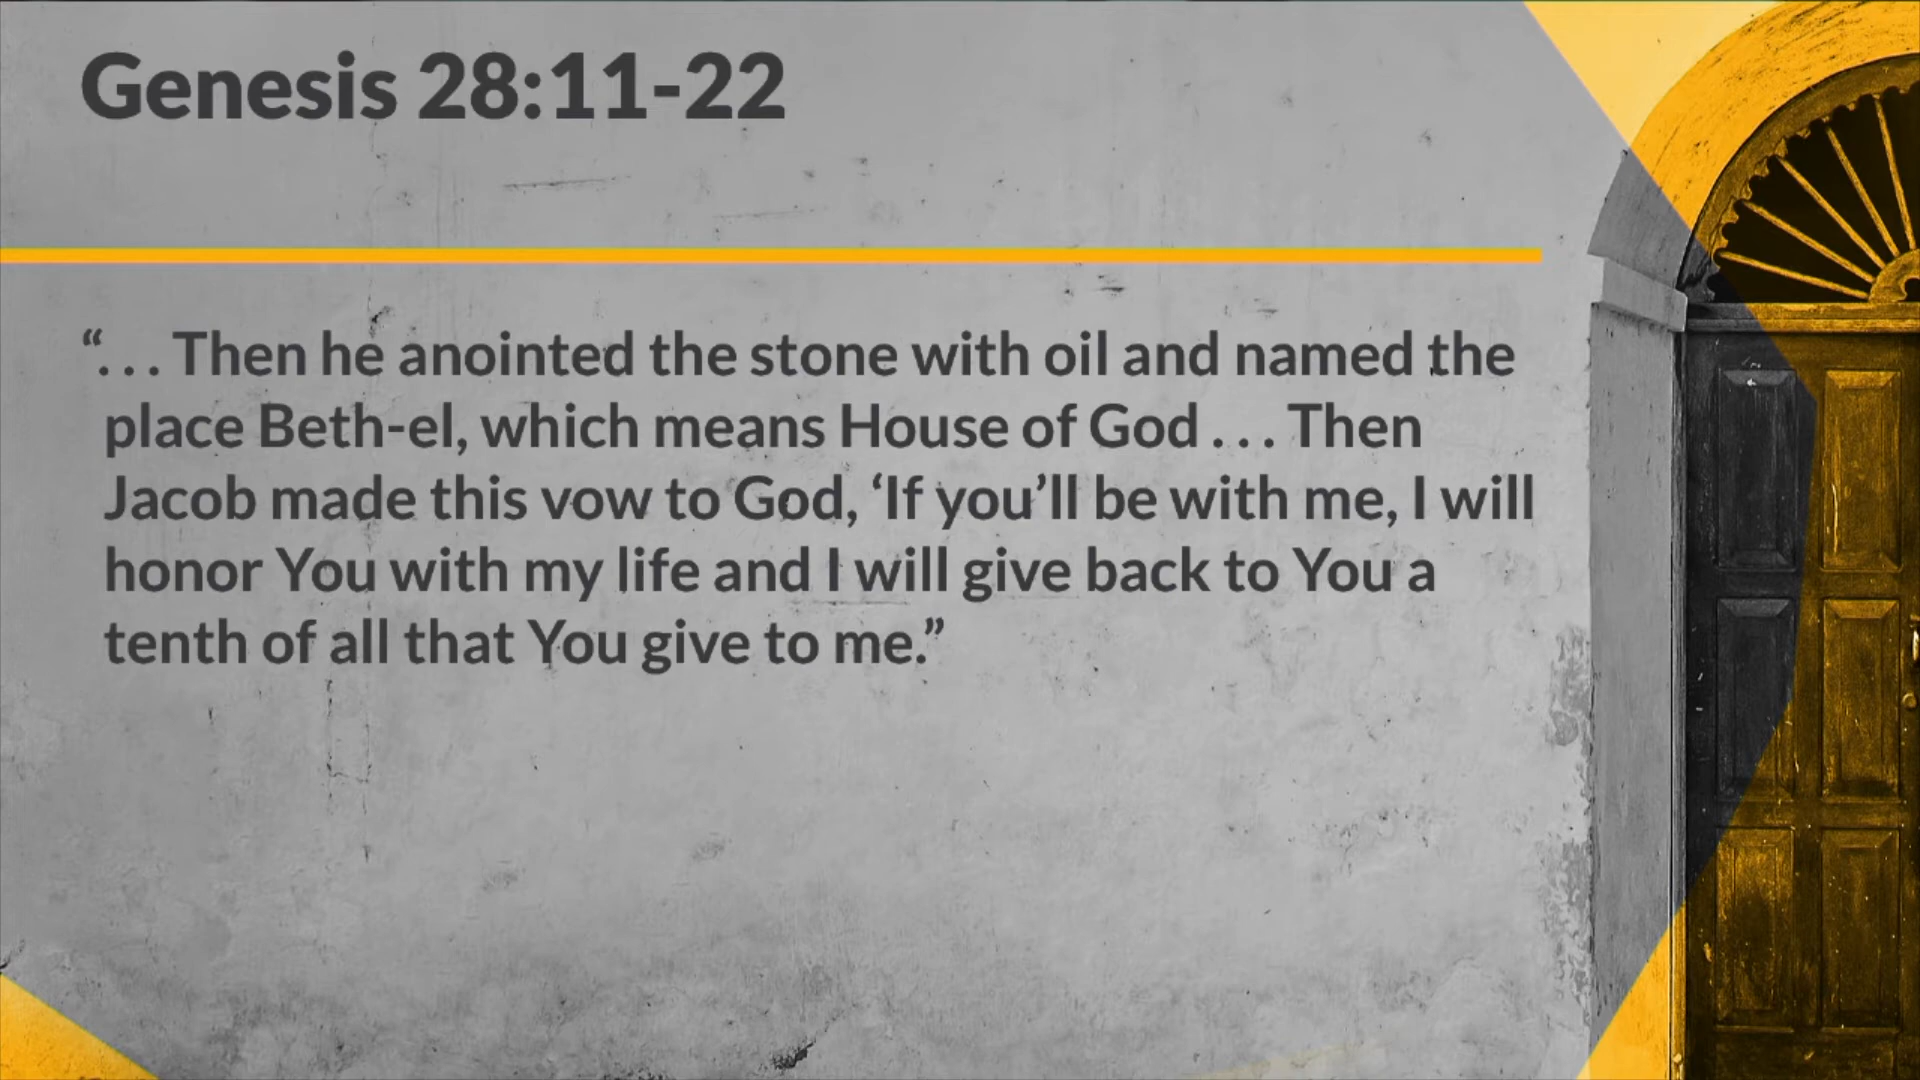 Genesis 28:11-22
“. . . Then he anointed the stone with oil and named the
place Beth-el, which means House of God . . . Then
Jacob made this vow to God, ‘If you’ll be with me, I will
honor You with my life and I will give back to You a
tenth of all that You give to me.”